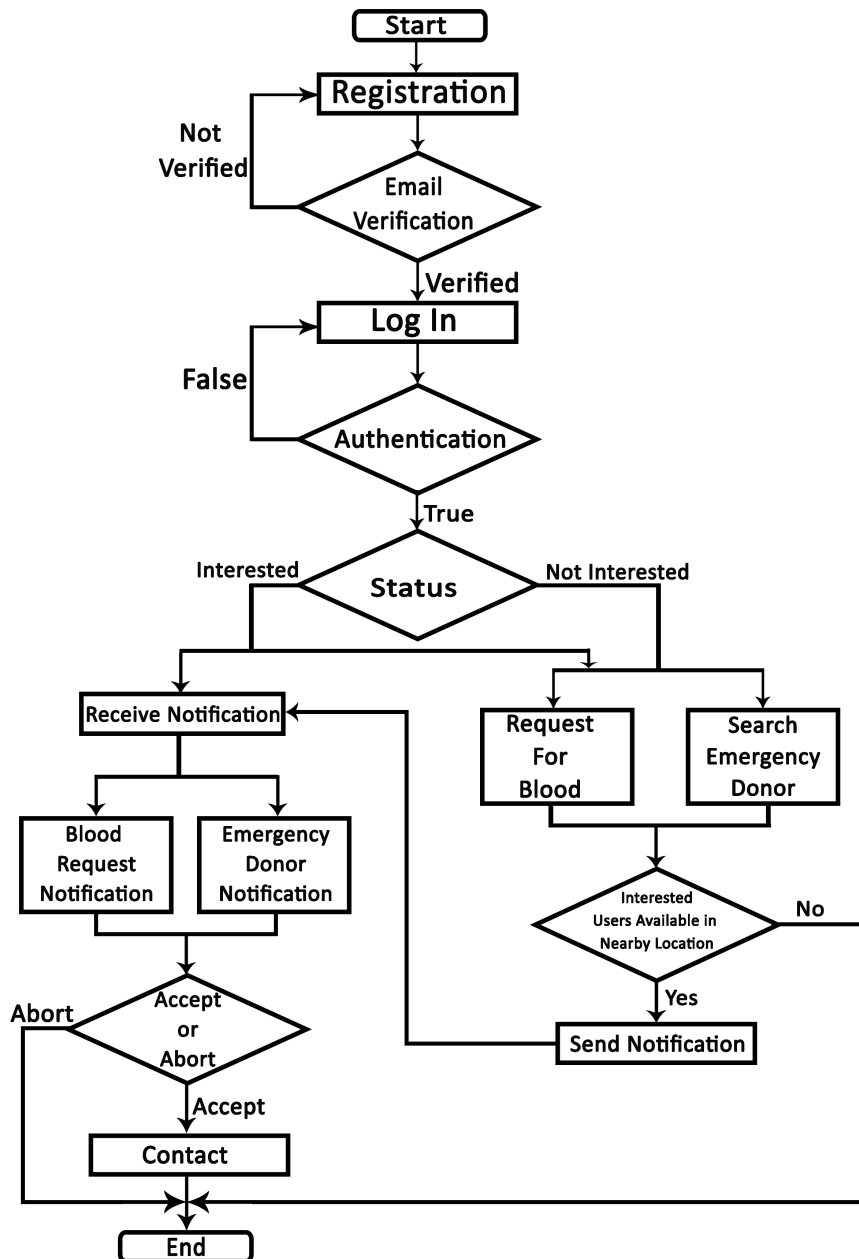 Start
Registration
Not
Verified
Email
Verification
Verified
Log In
False
Authentication
True
Interested
Status
Not Interested
Receive Notification
Request
For
Blood
Search
Emergency
Donor
Blood
Request
Notification
Emergency
Donor
Notification
Interested
Users Available in
Nearby Location
No
Yes
Send Notification
Abort
Accept
or
Abort
Accept
Contact
End